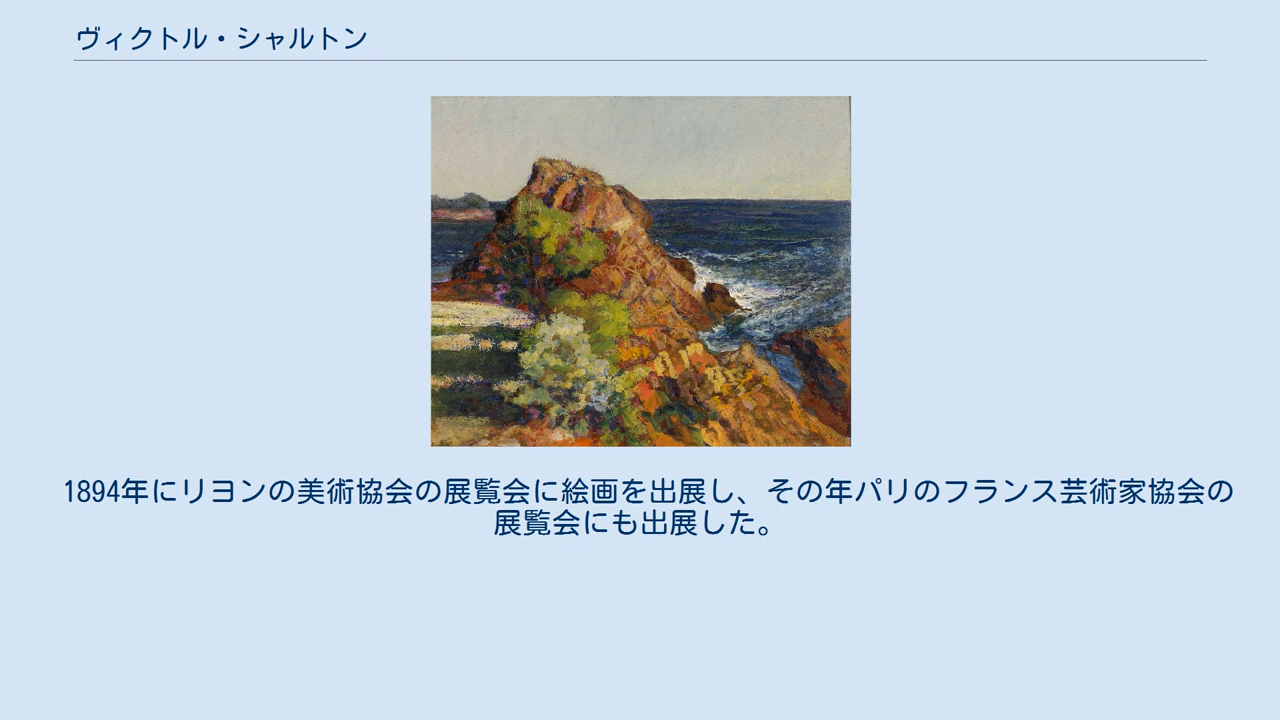 ヴィクトル・シャルトン
1894年にリヨンの美術協会の展覧会に絵画を出展し、その年パリのフランス芸術家協会の
展覧会にも出展した。